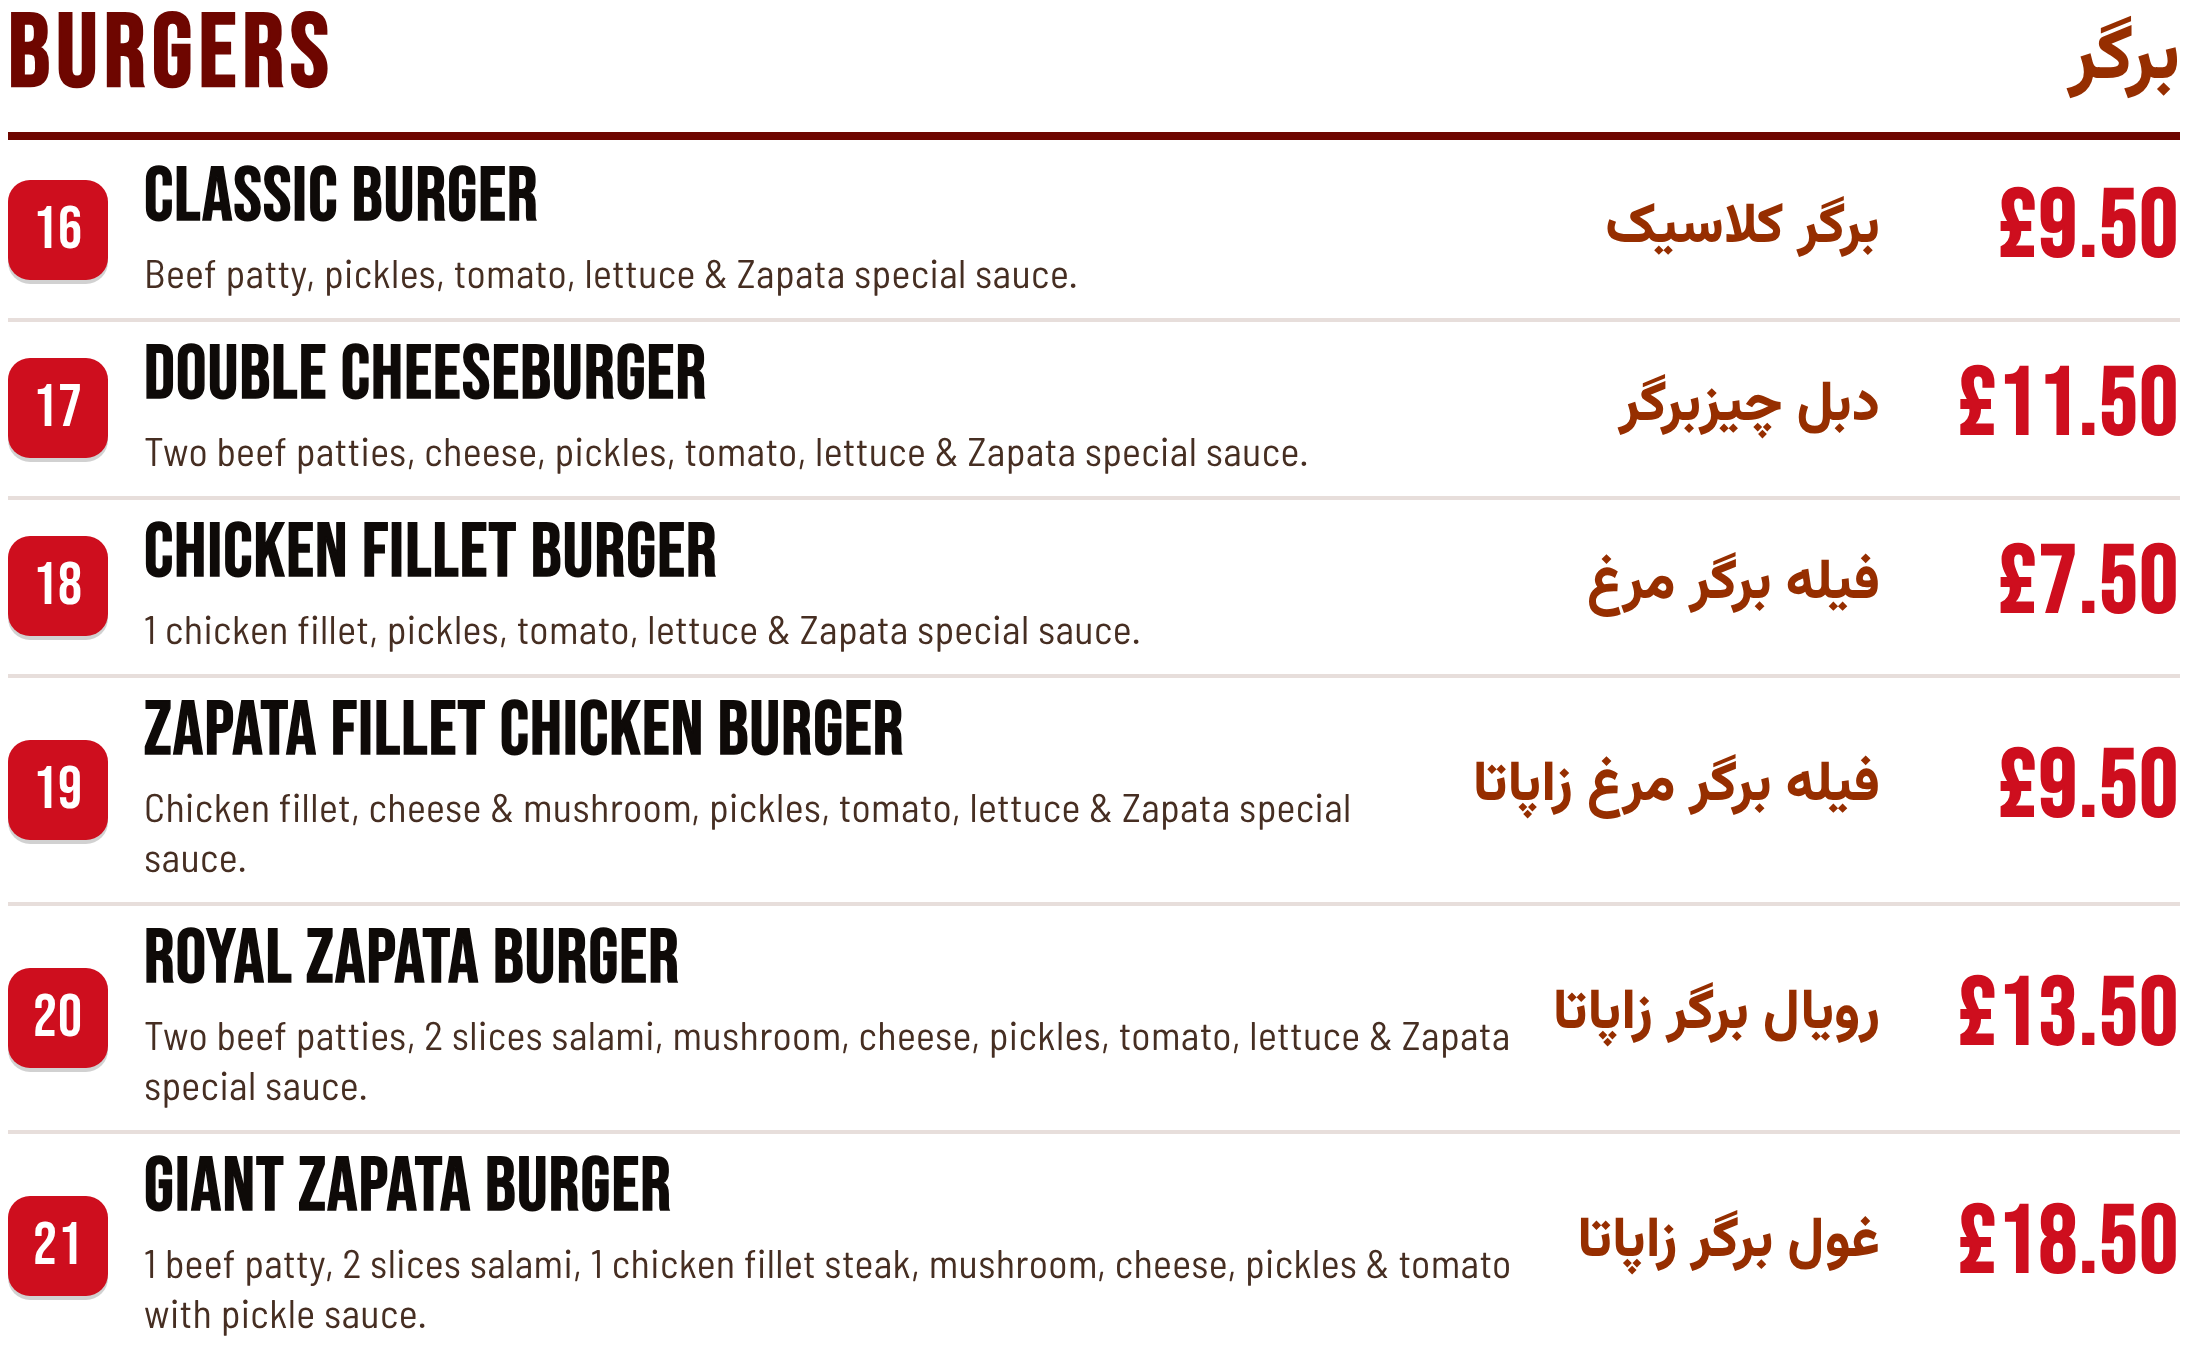 BURGERS برگر
16 CLASSIC BURGER برگر کلاسیک £9.50
Beef patty, pickles, tomato, lettuce & Zapata special sauce.
17 DOUBLE CHEESEBURGER دبل چیزبرگر £11.50
Two beef patties, cheese, pickles, tomato, lettuce & Zapata special sauce.
18 CHICKEN FILLET BURGER فیله برگر مرغ £7.50
1 chicken fillet, pickles, tomato, lettuce & Zapata special sauce.
19 ZAPATA FILLET CHICKEN BURGER فیله برگر مرغ زاپاتا £9.50
Chicken fillet, cheese & mushroom, pickles, tomato, lettuce & Zapata special
sauce.
20 ROYAL ZAPATA BURGER رویال برگر زاپاتا £13.50
Two beef patties, 2 slices salami, mushroom, cheese, pickles, tomato, lettuce & Zapata
special sauce.
21 GIANT ZAPATA BURGER غول برگر زاپاتا £18.50
1 beef patty, 2 slices salami, 1 chicken fillet steak, mushroom, cheese, pickles & tomato
with pickle sauce.